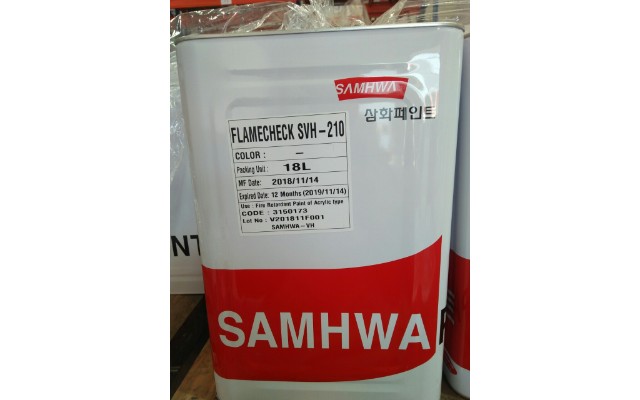 SAMHWA
삼화페인트
FLAMECHECK SVH-210
COLOR : -
Packing Unit : 18L
MF Date: 2018/11/14
Expired Date: 12 Months (2019/11/14)
Use : Fire Retardant Paint of Acrylic type
CODE : 3150173
Lot No : V201811F001
SAMHWA-VH
NT
SAMHWA